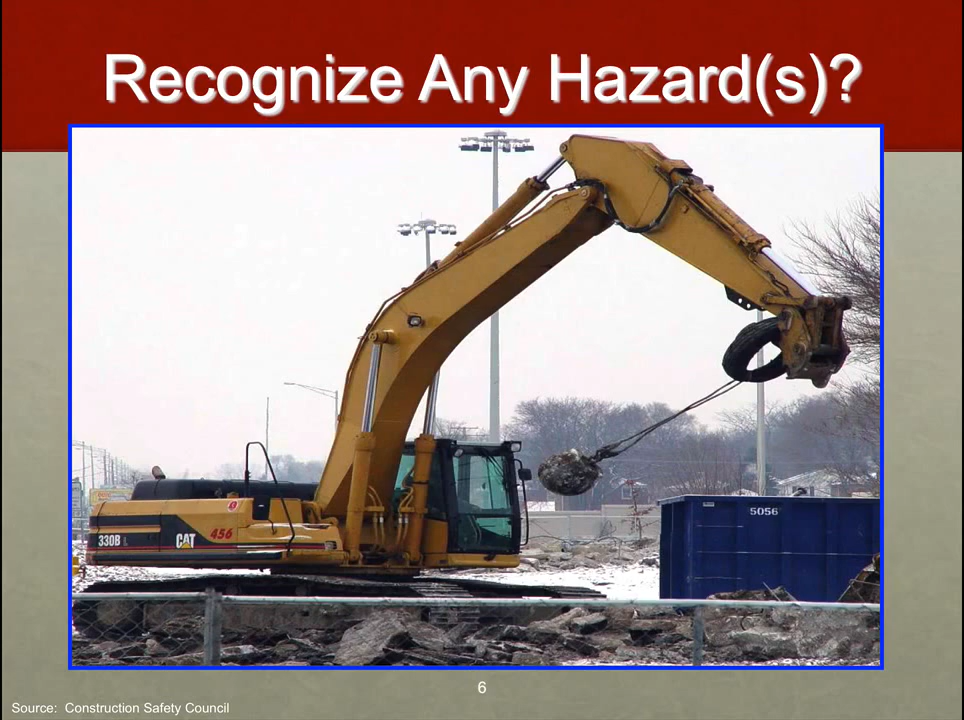 Recognize Any Hazard(s)?
5056
330B L
CAT
456
6
Source: Construction Safety Council